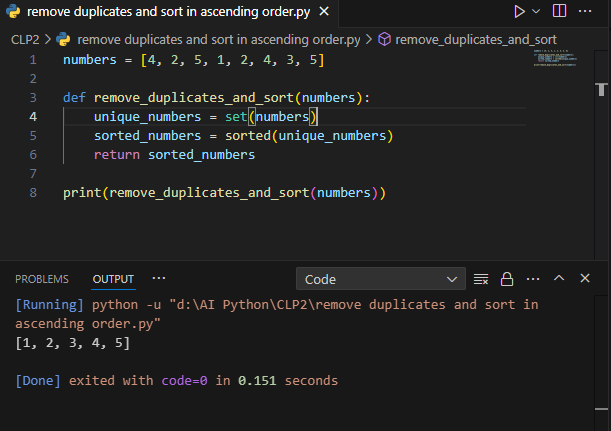 remove duplicates and sort in ascending order.py
CLP2 > remove duplicates and sort in ascending order.py > remove_duplicates_and_sort
1 numbers = [4, 2, 5, 1, 2, 4, 3, 5]
2
3 def remove_duplicates_and_sort(numbers):
4     unique_numbers = set(numbers)
5     sorted_numbers = sorted(unique_numbers)
6     return sorted_numbers
7
8 print(remove_duplicates_and_sort(numbers))
PROBLEMS OUTPUT ··· Code
[Running] python -u "d:\AI Python\CLP2\remove duplicates and sort in
ascending order.py"
[1, 2, 3, 4, 5]
[Done] exited with code=0 in 0.151 seconds